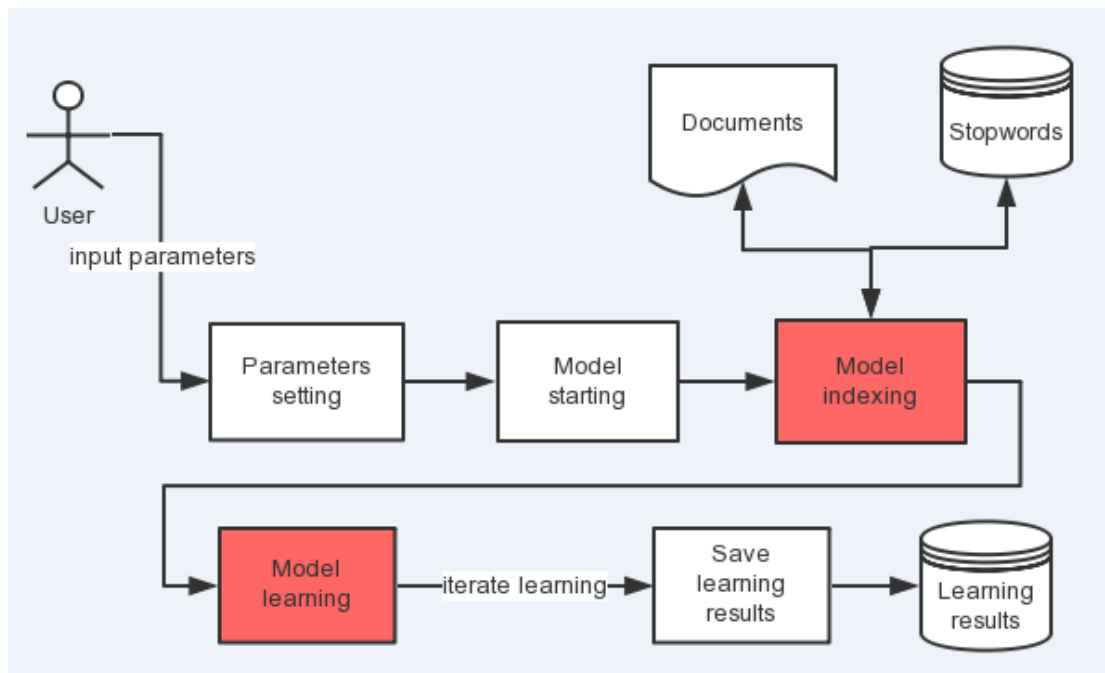 Documents
Stopwords
User
input parameters
Parameters
setting
Model
starting
Model
indexing
Model
learning
iterate learning
Save
learning
results
Learning
results